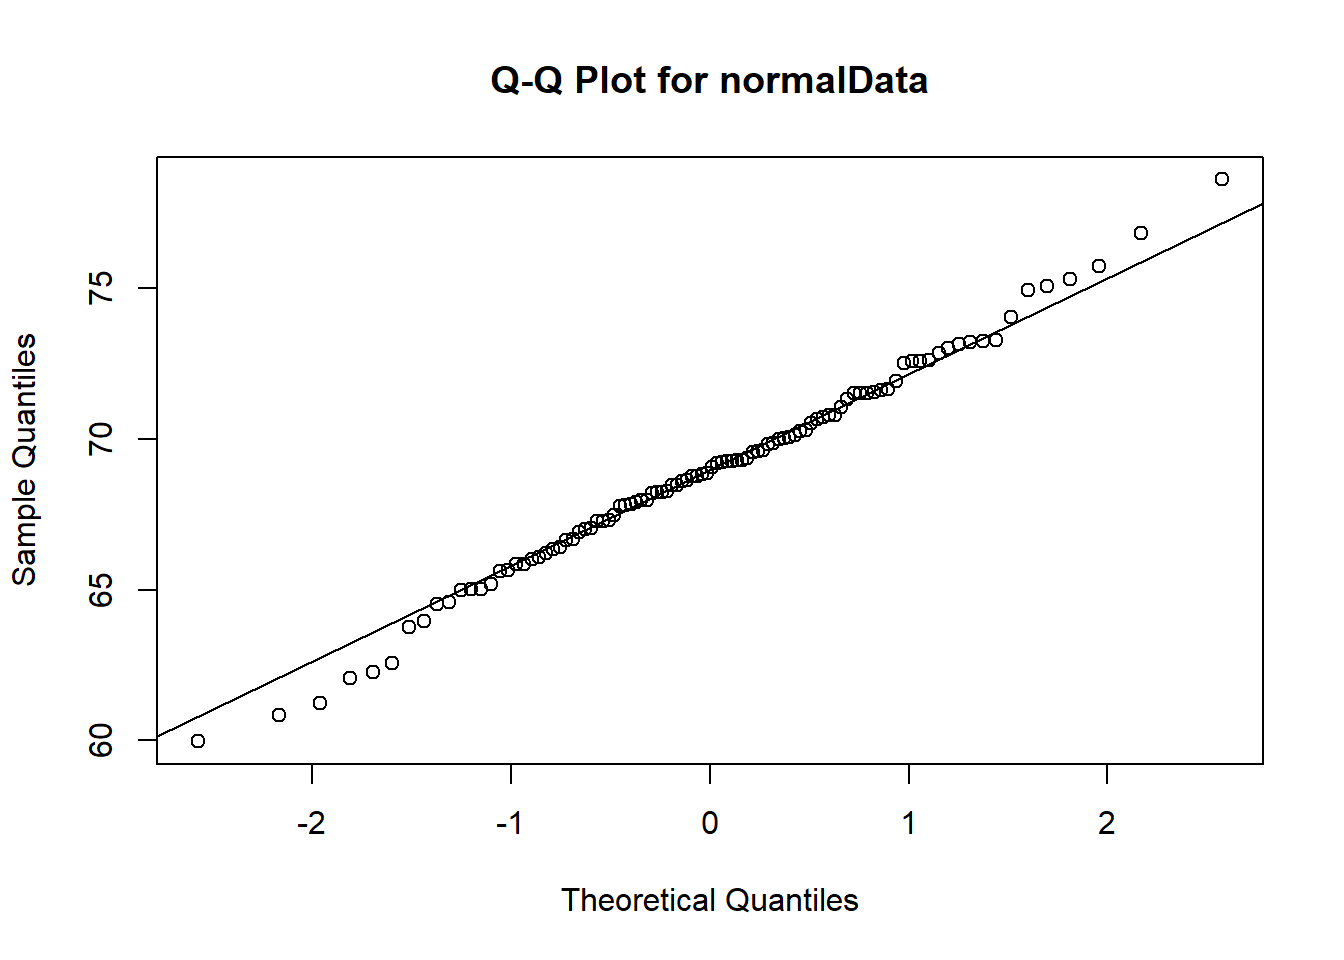 Q-Q Plot for normalData
75
70
65
60
Sample Quantiles
-2 -1 0 1 2
Theoretical Quantiles